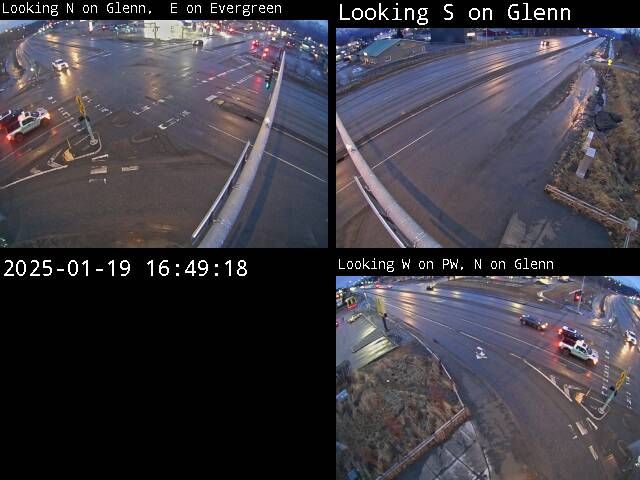 Looking N on Glenn,  E on Evergreen
Looking S on Glenn
2025-01-19 16:49:18
Looking W on PW, N on Glenn